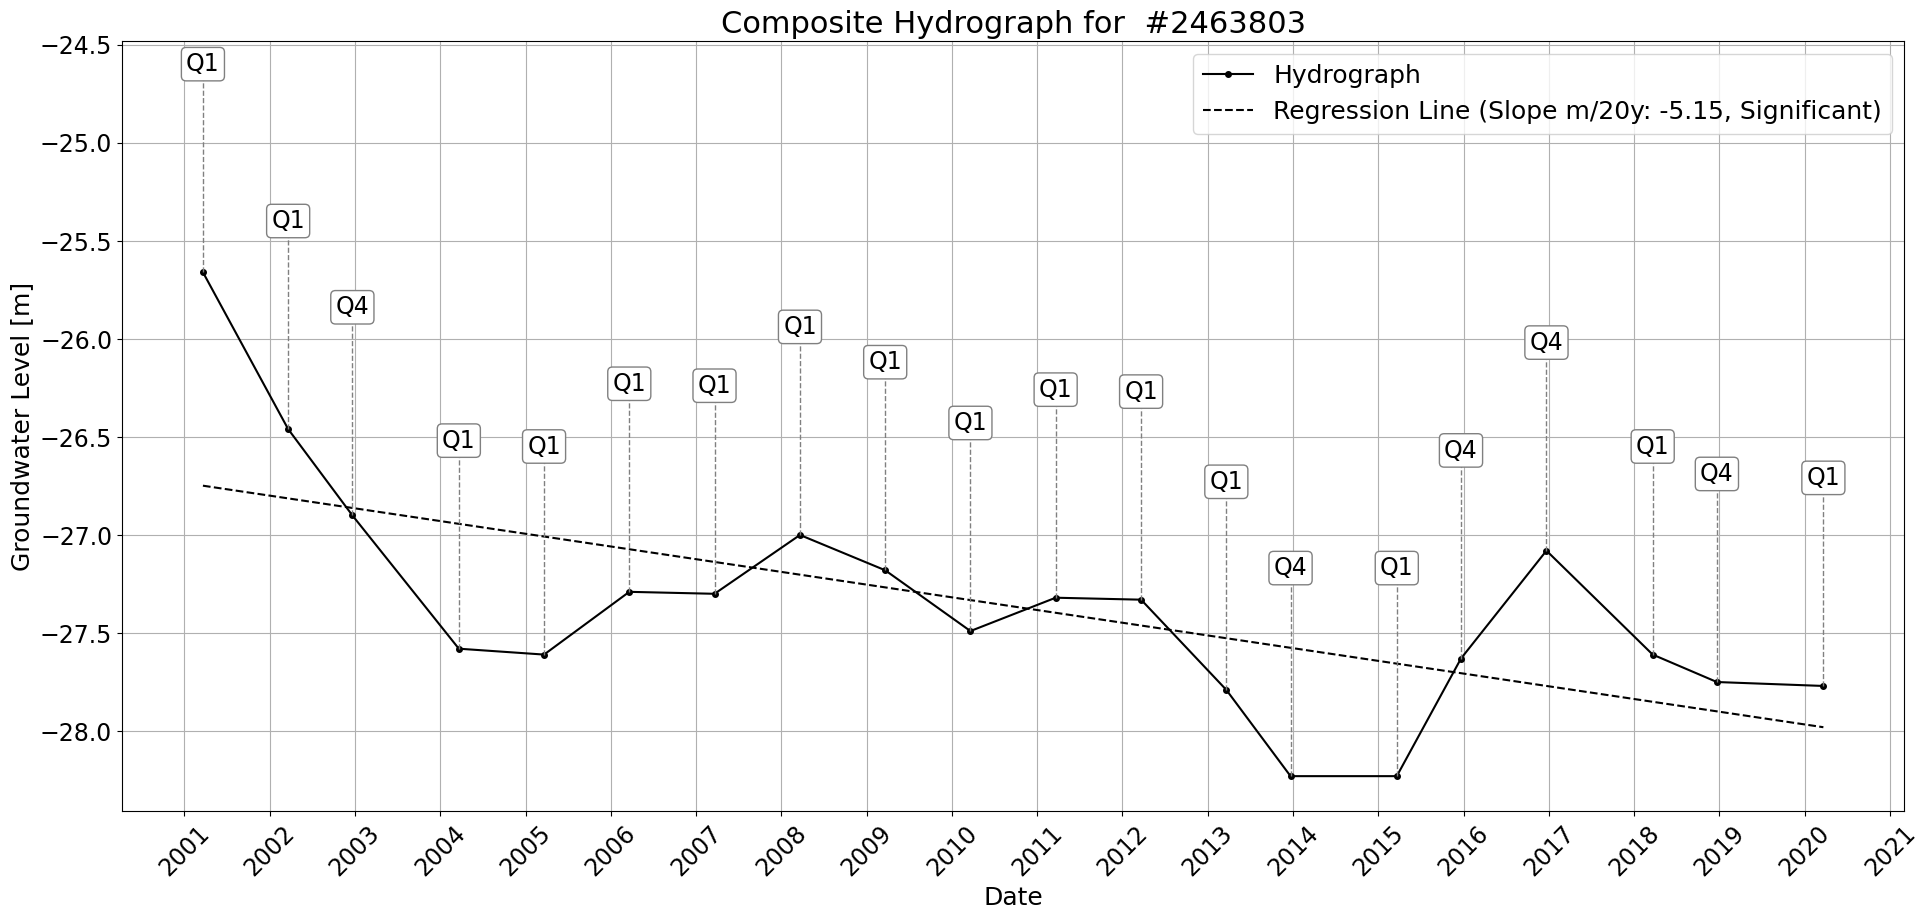 Composite Hydrograph for  #2463803
Hydrograph
Regression Line (Slope m/20y: -5.15, Significant)
Groundwater Level [m]
−24.5
−25.0
−25.5
−26.0
−26.5
−27.0
−27.5
−28.0
Q1
Q1
Q4
Q1
Q1
Q1
Q1
Q1
Q1
Q1
Q1
Q1
Q1
Q4
Q1
Q4
Q4
Q1
Q4
Q1
2001
2002
2003
2004
2005
2006
2007
2008
2009
2010
2011
2012
2013
2014
2015
2016
2017
2018
2019
2020
2021
Date